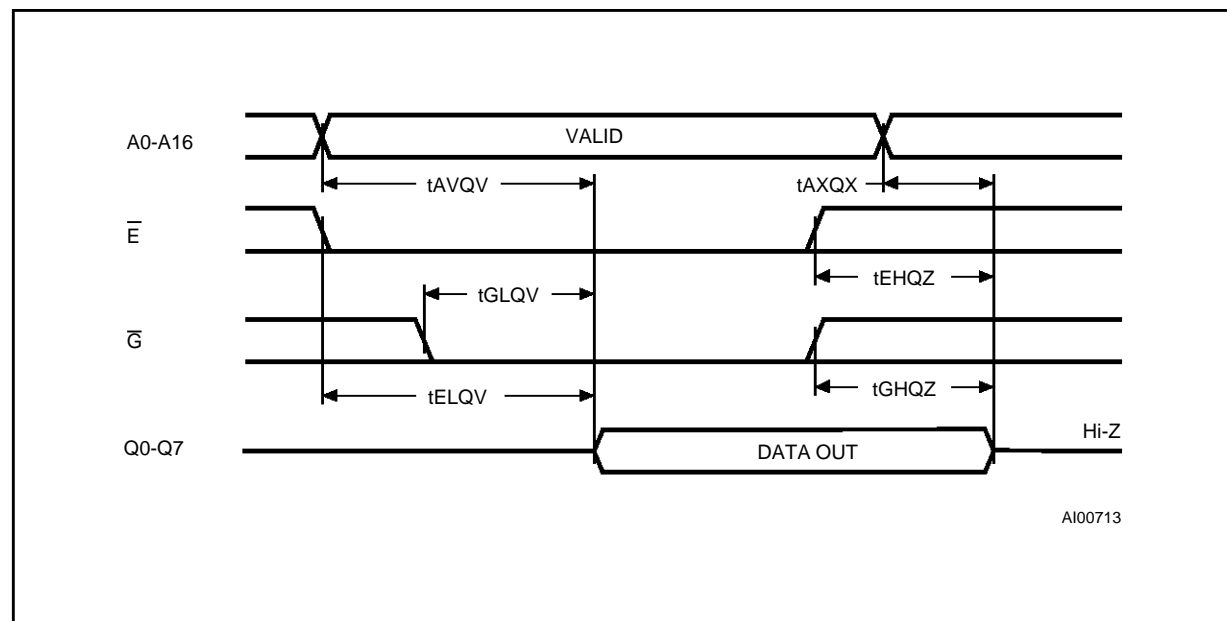 A0-A16
VALID
tAVQV
tAXQX
E̅
tEHQZ
tGLQV
G̅
tGHQZ
tELQV
Q0-Q7
DATA OUT
Hi-Z
AI00713